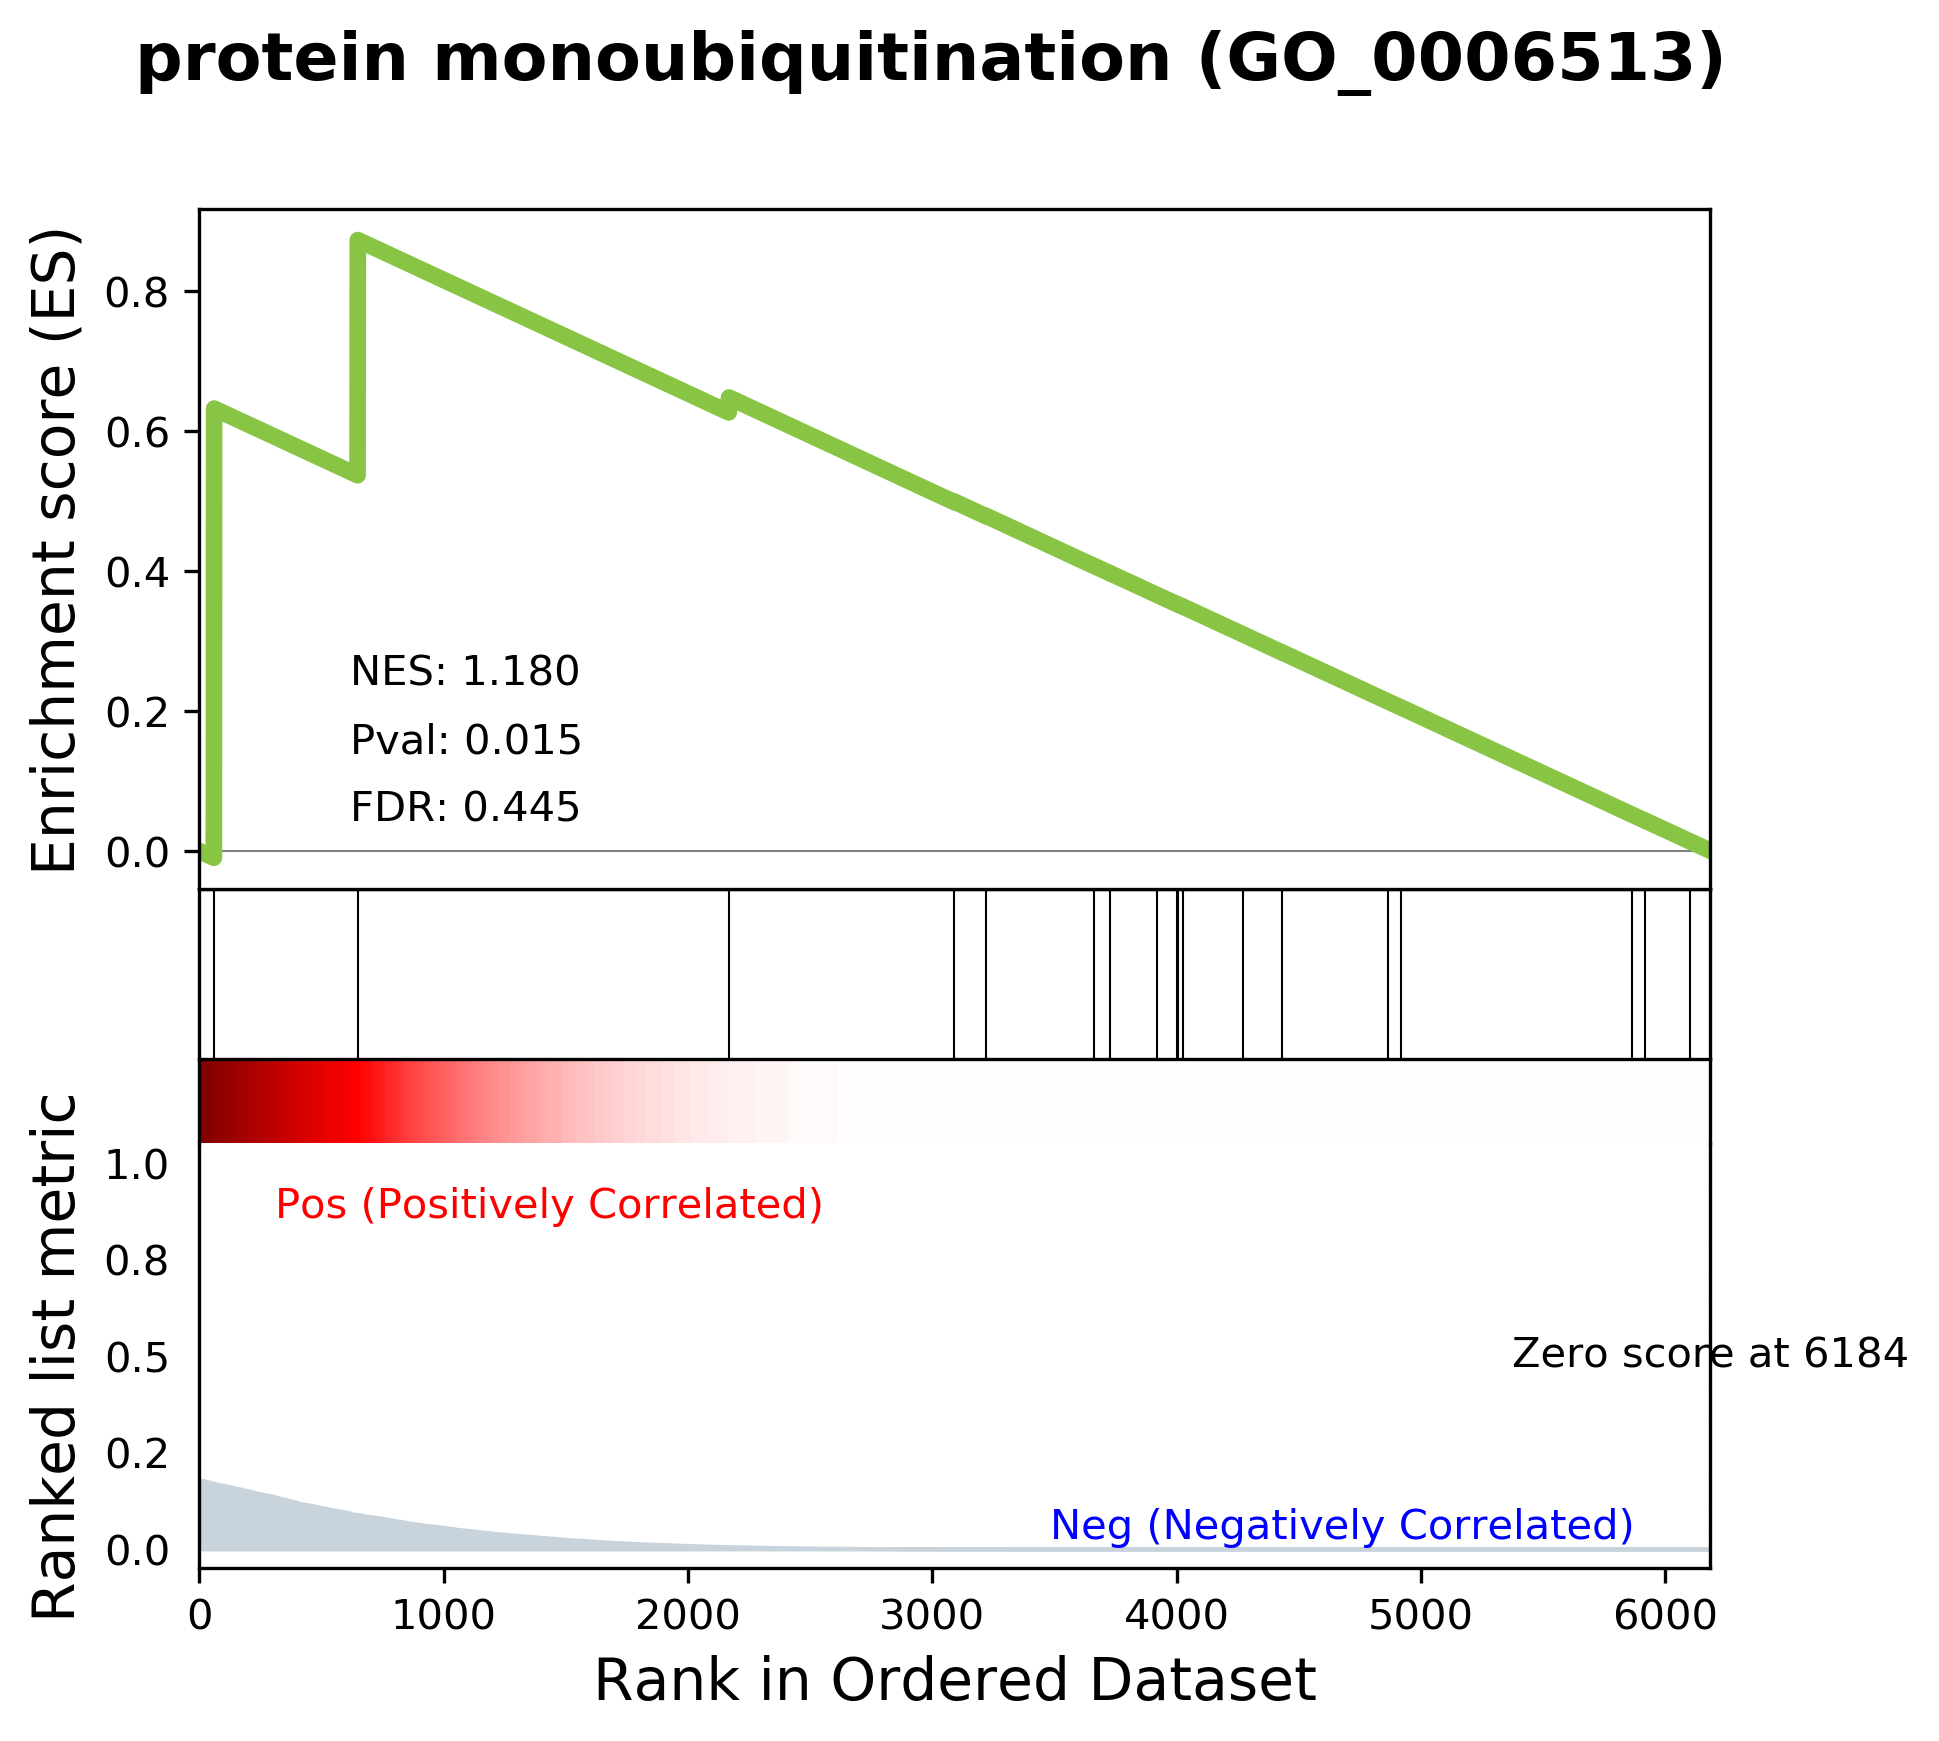 protein monoubiquitination (GO_0006513)
Enrichment score (ES)
0.8
0.6
0.4
0.2
0.0
NES: 1.180
Pval: 0.015
FDR: 0.445
Ranked list metric
1.0
0.8
0.5
0.2
0.0
Pos (Positively Correlated)
Zero score at 6184
Neg (Negatively Correlated)
0 1000 2000 3000 4000 5000 6000
Rank in Ordered Dataset